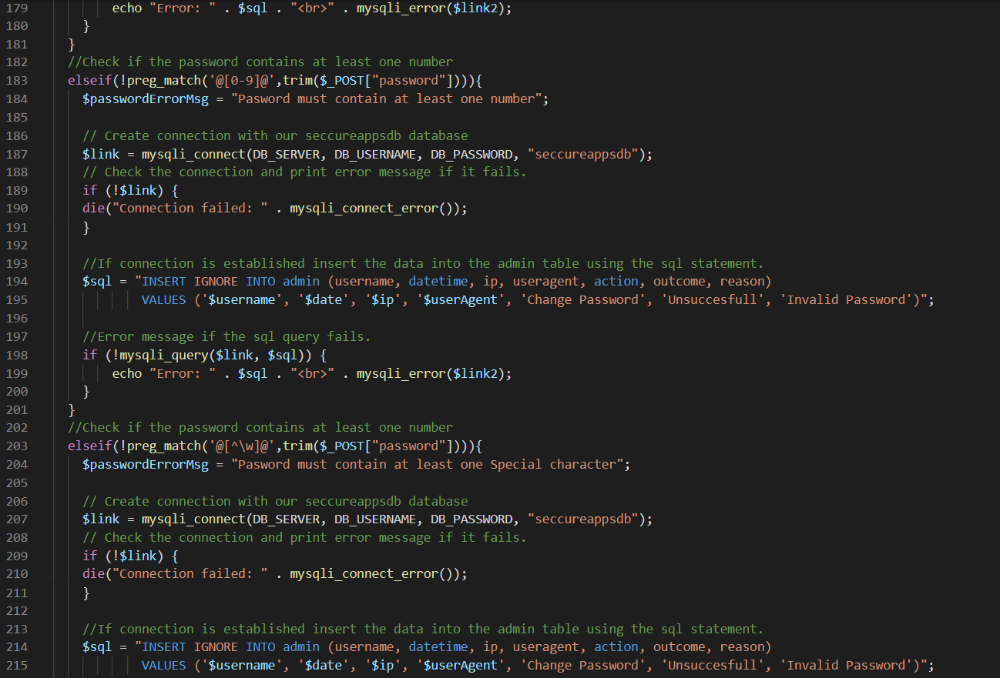 179 echo "Error: " . $sql . "<br>" . mysqli_error($link2);
180 }
181 }
182 //Check if the password contains at least one number
183 elseif(!preg_match('@[0-9]@',trim($_POST["password"]))){
184 $passwordErrorMsg = "Pasword must contain at least one number";
185
186 // Create connection with our seccureappsdb database
187 $link = mysqli_connect(DB_SERVER, DB_USERNAME, DB_PASSWORD, "seccureappsdb");
188 // Check the connection and print error message if it fails.
189 if (!$link) {
190 die("Connection failed: " . mysqli_connect_error());
191 }
192
193 //If connection is established insert the data into the admin table using the sql statement.
194 $sql = "INSERT IGNORE INTO admin (username, datetime, ip, useragent, action, outcome, reason)
195 VALUES ('$username', '$date', '$ip', '$userAgent', 'Change Password', 'Unsuccesfull', 'Invalid Password')";
196
197 //Error message if the sql query fails.
198 if (!mysqli_query($link, $sql)) {
199 echo "Error: " . $sql . "<br>" . mysqli_error($link2);
200 }
201 }
202 //Check if the password contains at least one number
203 elseif(!preg_match('@[^\w]@',trim($_POST["password"]))){
204 $passwordErrorMsg = "Pasword must contain at least one Special character";
205
206 // Create connection with our seccureappsdb database
207 $link = mysqli_connect(DB_SERVER, DB_USERNAME, DB_PASSWORD, "seccureappsdb");
208 // Check the connection and print error message if it fails.
209 if (!$link) {
210 die("Connection failed: " . mysqli_connect_error());
211 }
212
213 //If connection is established insert the data into the admin table using the sql statement.
214 $sql = "INSERT IGNORE INTO admin (username, datetime, ip, useragent, action, outcome, reason)
215 VALUES ('$username', '$date', '$ip', '$userAgent', 'Change Password', 'Unsuccesfull', 'Invalid Password')";